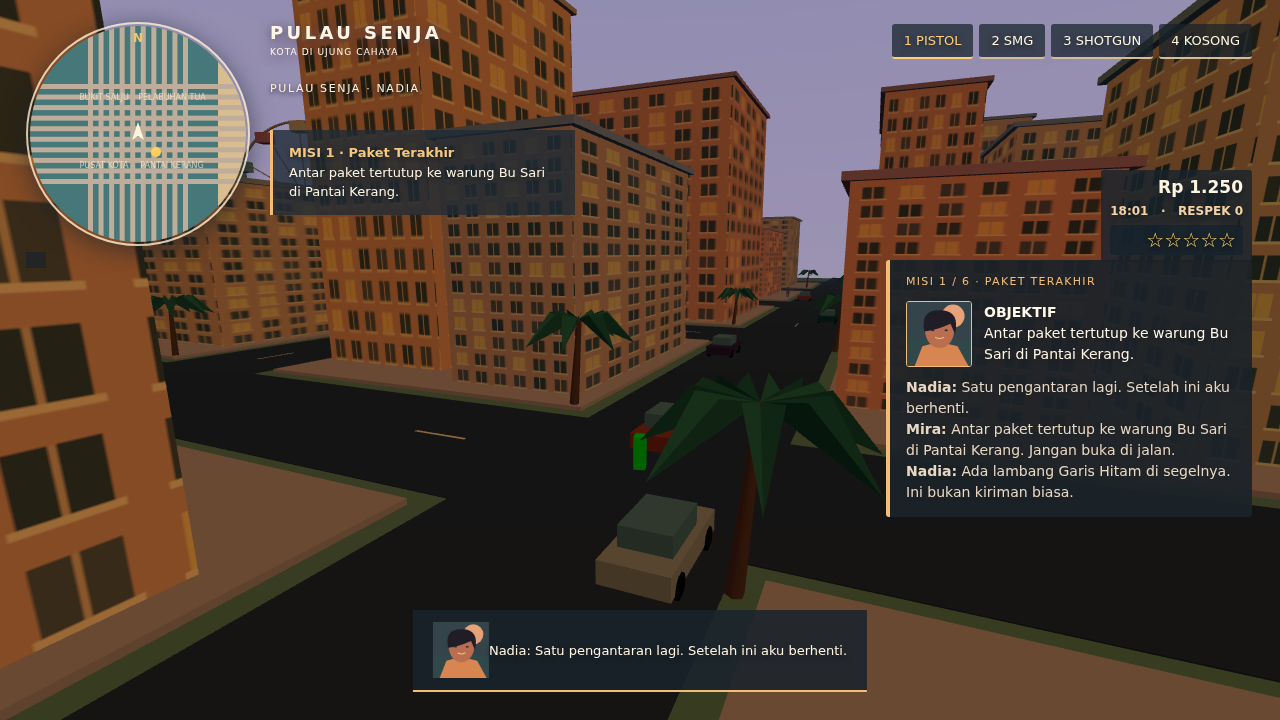 N
BUKIT SALJU
PELABUHAN TUA
PUSAT KOTA
PANTAI KERANG
PULAU SENJA
KOTA DI UJUNG CAHAYA
PULAU SENJA · NADIA
MISI 1 · Paket Terakhir
Antar paket tertutup ke warung Bu Sari
di Pantai Kerang.
1 PISTOL
2 SMG
3 SHOTGUN
4 KOSONG
Rp 1.250
18:01 · RESPEK 0
☆☆☆☆☆
MISI 1 / 6 · PAKET TERAKHIR
OBJEKTIF
Antar paket tertutup ke warung Bu
Sari di Pantai Kerang.
Nadia: Satu pengantaran lagi. Setelah ini aku
berhenti.
Mira: Antar paket tertutup ke warung Bu Sari
di Pantai Kerang. Jangan buka di jalan.
Nadia: Ada lambang Garis Hitam di segelnya.
Ini bukan kiriman biasa.
Nadia: Satu pengantaran lagi. Setelah ini aku berhenti.